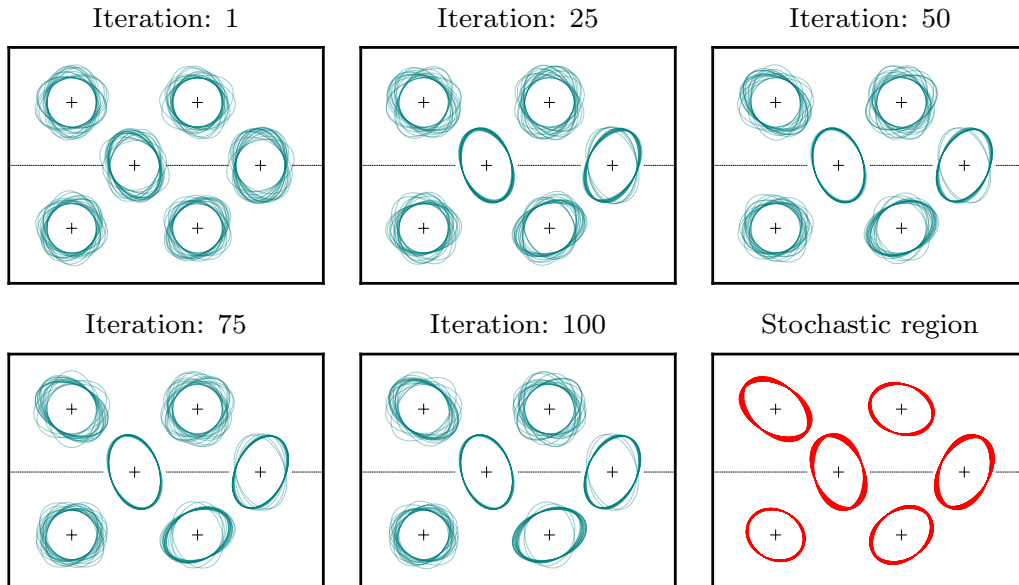 Iteration: 1
Iteration: 25
Iteration: 50
Iteration: 75
Iteration: 100
Stochastic region